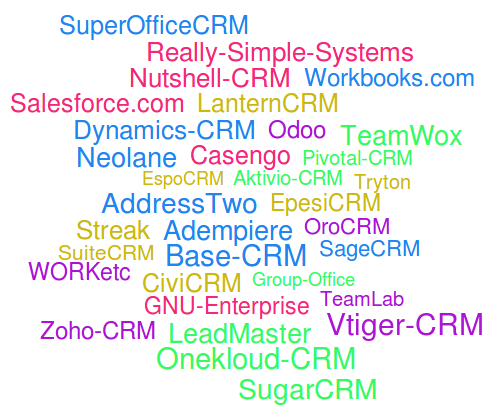 SuperOfficeCRM
Really-Simple-Systems
Nutshell-CRM Workbooks.com
Salesforce.com LanternCRM
Dynamics-CRM Odoo TeamWox
Neolane Casengo Pivotal-CRM
EspoCRM Aktivio-CRM Tryton
AddressTwo EpesiCRM
Streak Adempiere OroCRM
SuiteCRM Base-CRM SageCRM
WORKetc CiviCRM Group-Office
GNU-Enterprise TeamLab
Zoho-CRM LeadMaster Vtiger-CRM
Onekloud-CRM
SugarCRM